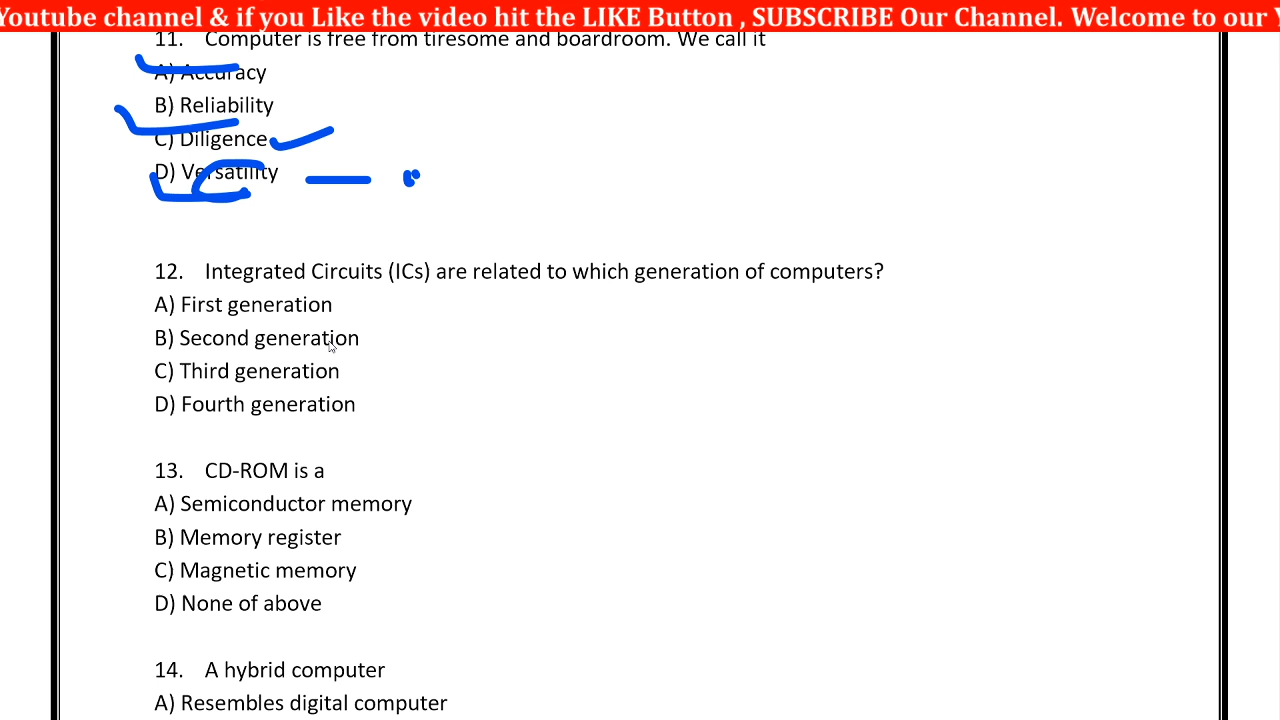 Youtube channel & if you Like the video hit the LIKE Button , SUBSCRIBE Our Channel. Welcome to our
11. Computer is free from tiresome and boardroom. We call it
A) Accuracy
B) Reliability
C) Diligence
D) Versatility
12. Integrated Circuits (ICs) are related to which generation of computers?
A) First generation
B) Second generation
C) Third generation
D) Fourth generation
13. CD-ROM is a
A) Semiconductor memory
B) Memory register
C) Magnetic memory
D) None of above
14. A hybrid computer
A) Resembles digital computer